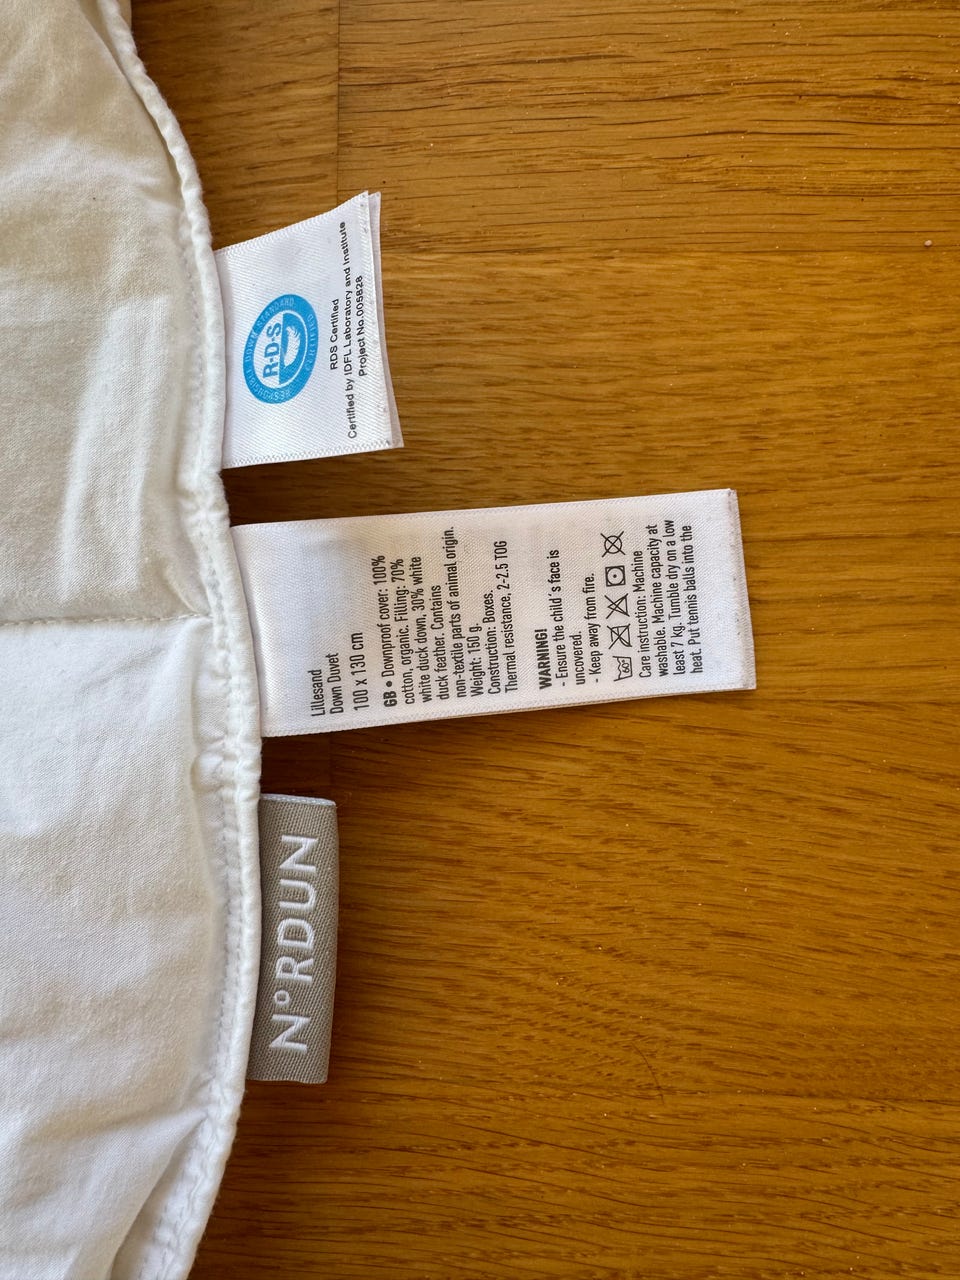 RESPONSIBLE DOWN STANDARD
CERTIFIED
R·D·S
RDS Certified
Certified by IDFL Laboratory and Institute
Project No.005828
Lillesand
Down Duvet
100 x 130 cm
GB • Downproof cover: 100%
cotton, organic. Filling: 70%
white duck down, 30% white
duck feather. Contains
non-textile parts of animal origin.
Weight: 150 g.
Construction: Boxes.
Thermal resistance, 2-2.5 TOG
WARNING!
- Ensure the child´s face is
uncovered.
- Keep away from fire.
60°
Care instruction: Machine
washable. Machine capacity at
least 7 kg. Tumble dry on a low
heat. Put tennis balls into the
N°RDUN